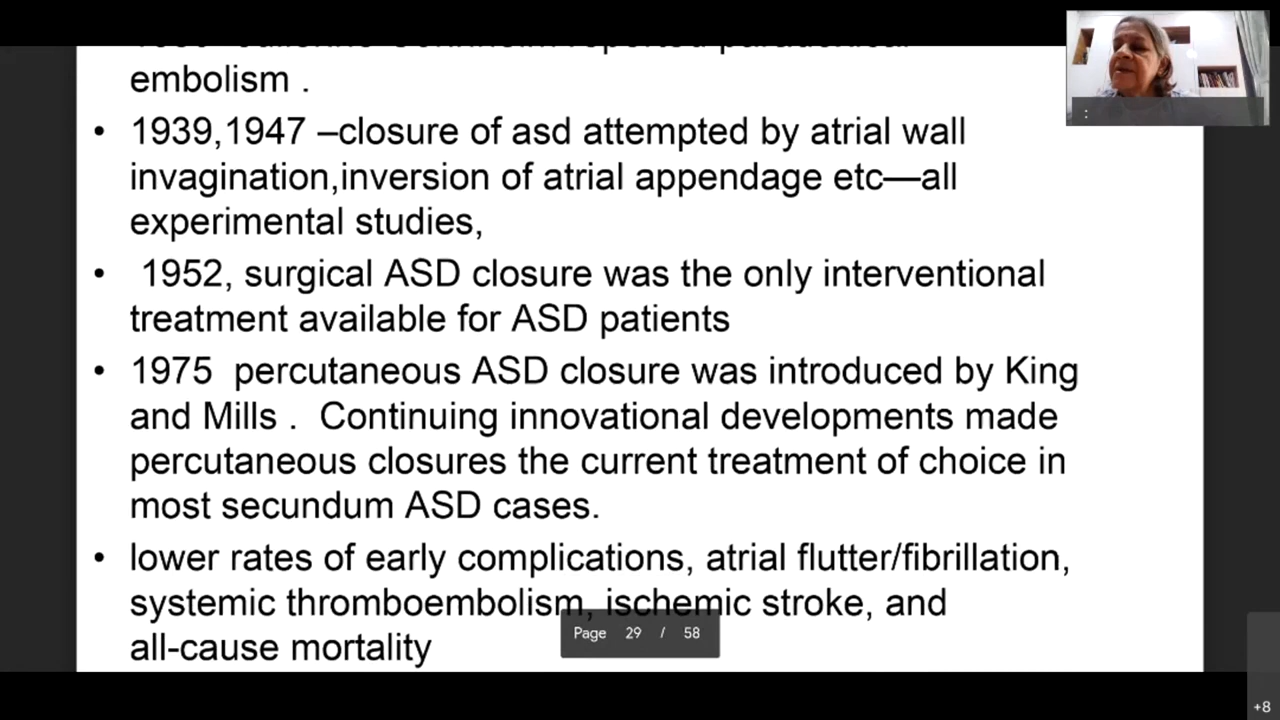 embolism .
• 1939,1947 –closure of asd attempted by atrial wall
invagination,inversion of atrial appendage etc—all
experimental studies,
• 1952, surgical ASD closure was the only interventional
treatment available for ASD patients
• 1975 percutaneous ASD closure was introduced by King
and Mills . Continuing innovational developments made
percutaneous closures the current treatment of choice in
most secundum ASD cases.
• lower rates of early complications, atrial flutter/fibrillation,
systemic thromboembolism, ischemic stroke, and
all-cause mortality
Page 29 / 58
:
+8